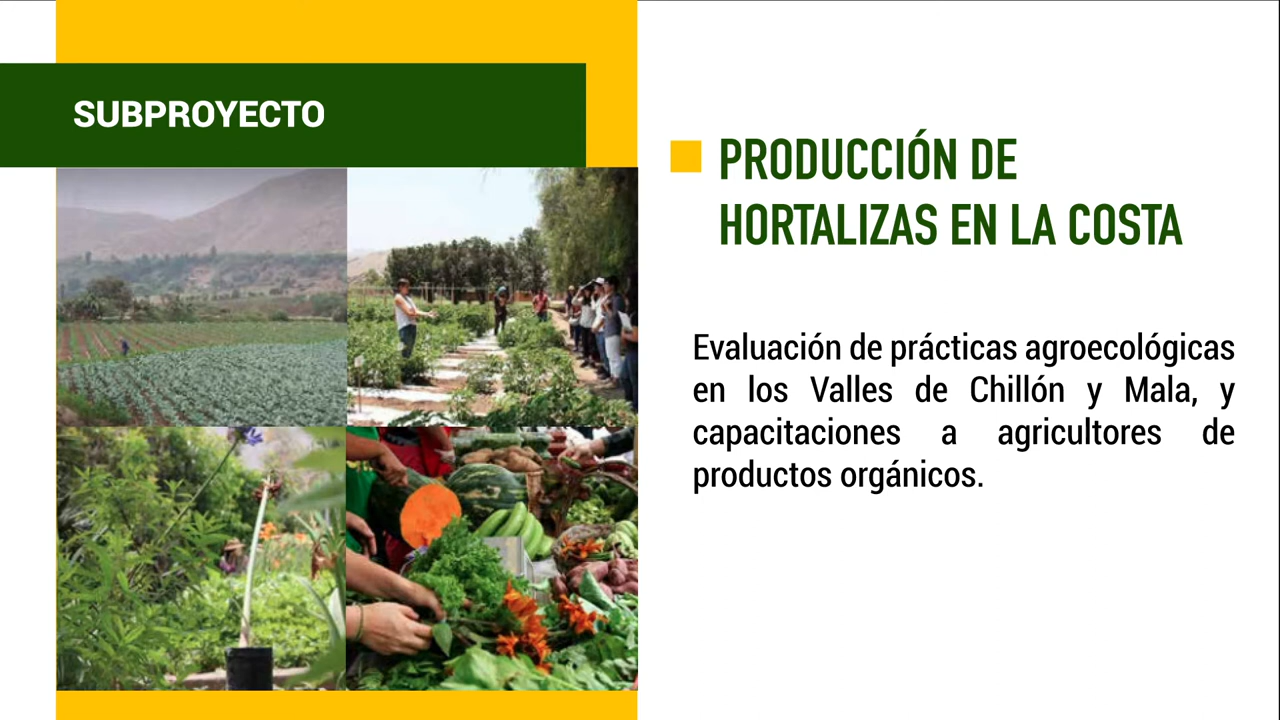 SUBPROYECTO
PRODUCCIÓN DE
HORTALIZAS EN LA COSTA
Evaluación de prácticas agroecológicas
en los Valles de Chillón y Mala, y
capacitaciones a agricultores de
productos orgánicos.